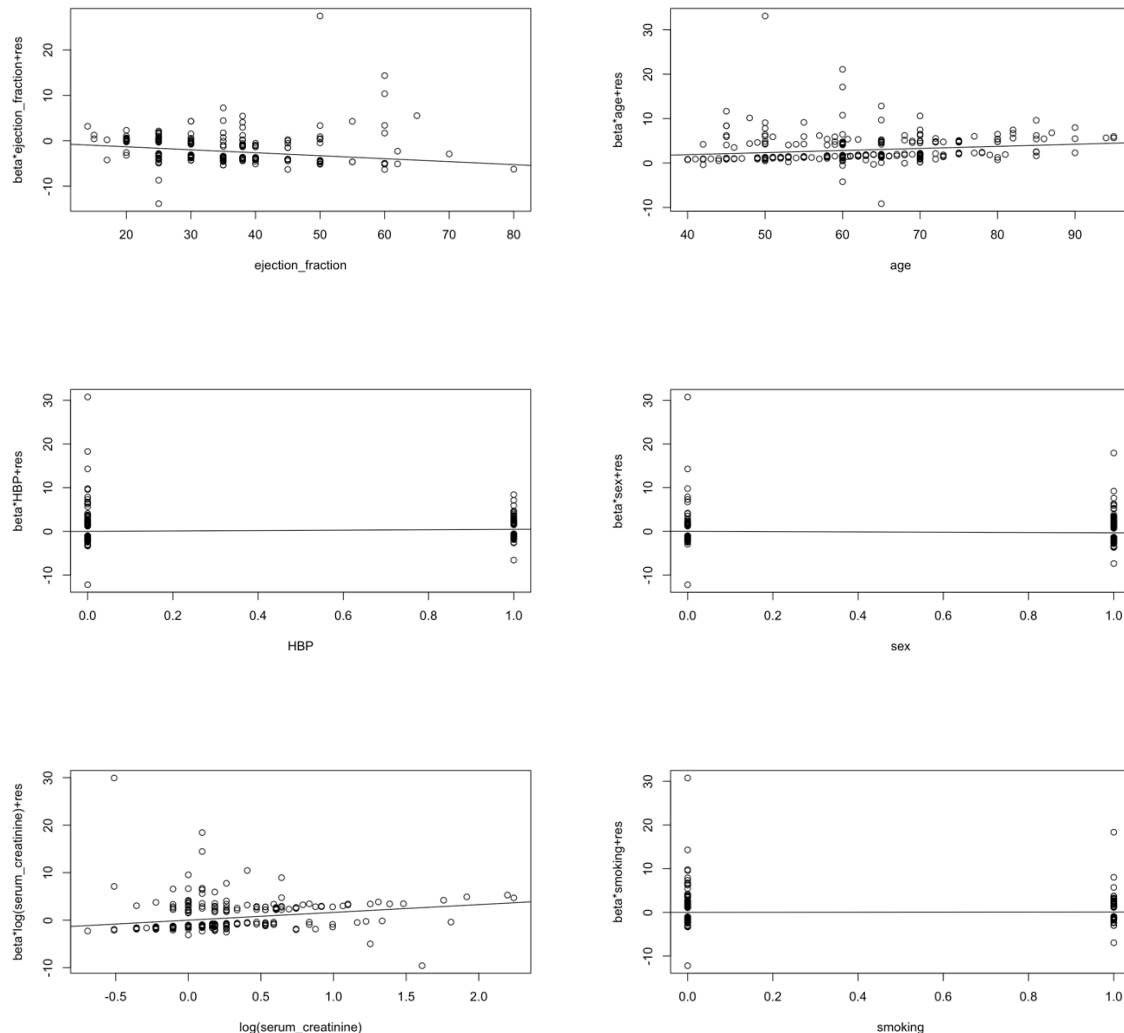 beta*ejection_fraction+res
20
10
0
-10
20 30 40 50 60 70 80
ejection_fraction
beta*age+res
30
20
10
0
-10
40 50 60 70 80 90
age
beta*HBP+res
30
20
10
0
-10
0.0 0.2 0.4 0.6 0.8 1.0
HBP
beta*sex+res
30
20
10
0
-10
0.0 0.2 0.4 0.6 0.8 1.0
sex
beta*log(serum_creatinine)+res
30
20
10
0
-10
-0.5 0.0 0.5 1.0 1.5 2.0
log(serum_creatinine)
beta*smoking+res
30
20
10
0
-10
0.0 0.2 0.4 0.6 0.8 1.0
smoking